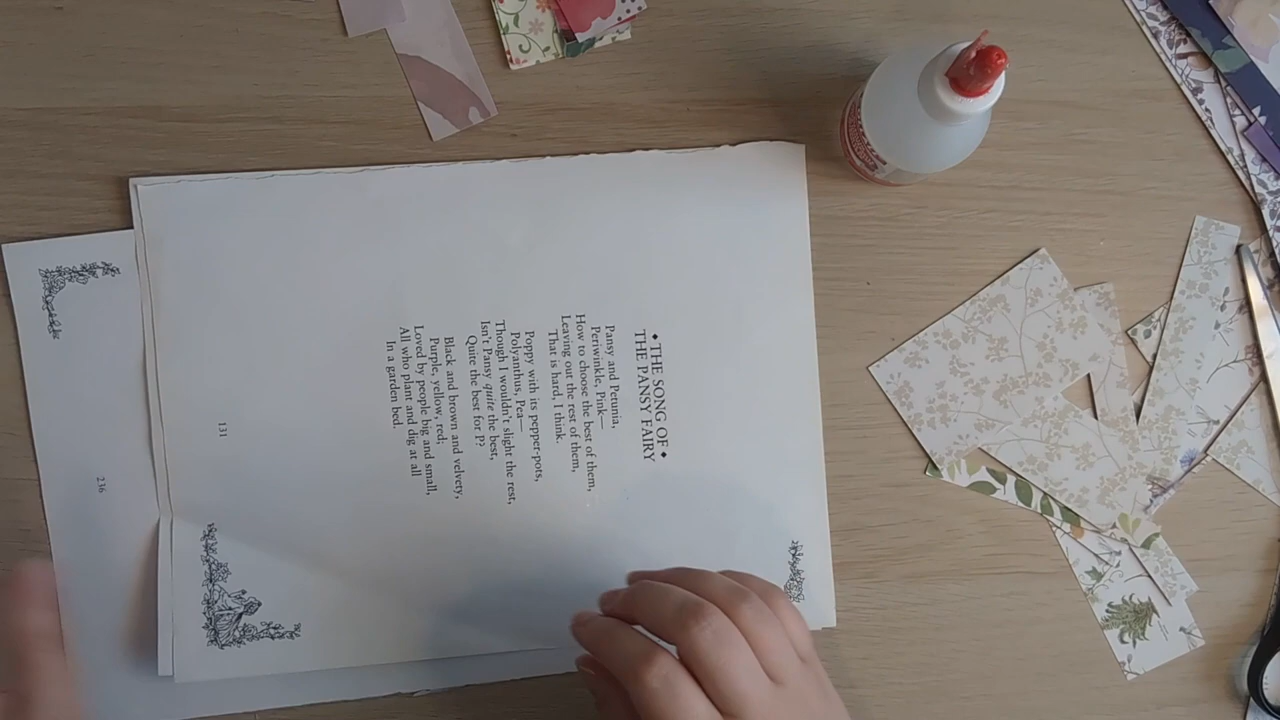 ◆ THE SONG OF ◆
THE PANSY FAIRY
Pansy and Petunia,
Periwinkle, Pink—
How to choose the best of them,
Leaving out the rest of them,
That is hard, I think.
Poppy with its pepper-pots,
Polyanthus, Pea—
Though I wouldn't slight the rest,
Isn't Pansy quite the best,
Quite the best for P?
Black and brown and velvety,
Purple, yellow, red;
Loved by people big and small,
All who plant and dig at all
In a garden bed.
131
236